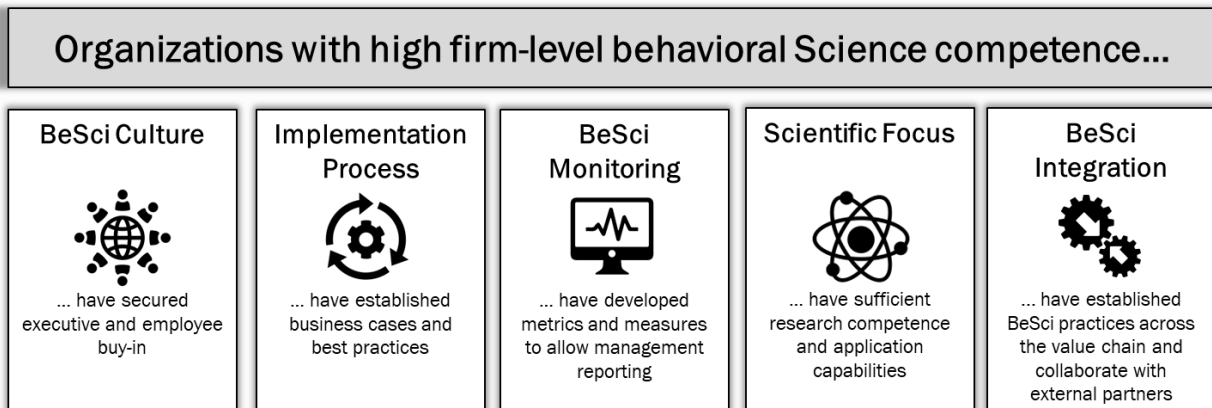 Organizations with high firm-level behavioral Science competence...
BeSci Culture
... have secured
executive and employee
buy-in
Implementation
Process
... have established
business cases and
best practices
BeSci
Monitoring
... have developed
metrics and measures
to allow management
reporting
Scientific Focus
... have sufficient
research competence
and application
capabilities
BeSci
Integration
... have established
BeSci practices across
the value chain and
collaborate with
external partners